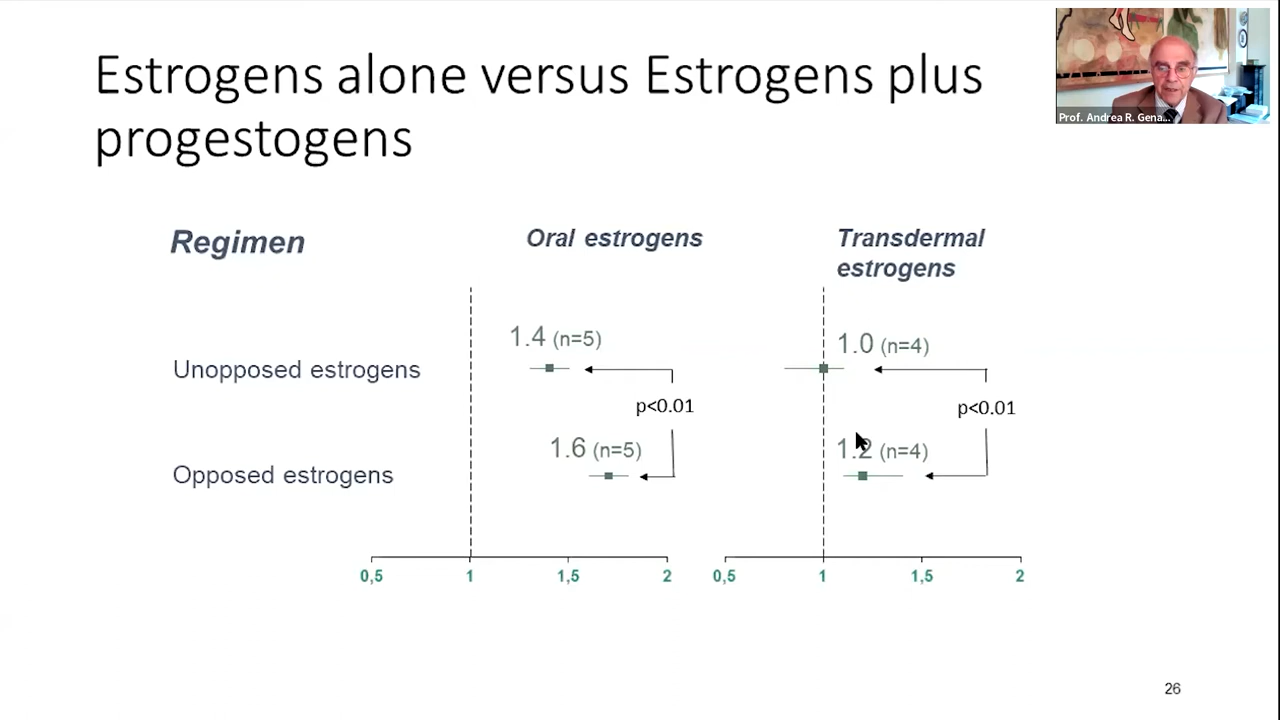 Estrogens alone versus Estrogens plus
progestogens
Prof. Andrea R. Gena...
Regimen
Oral estrogens
Transdermal
estrogens
1.4 (n=5)
1.0 (n=4)
Unopposed estrogens
p<0.01
p<0.01
1.6 (n=5)
1.2 (n=4)
Opposed estrogens
0,5 1 1,5 2
0,5 1 1,5 2
26